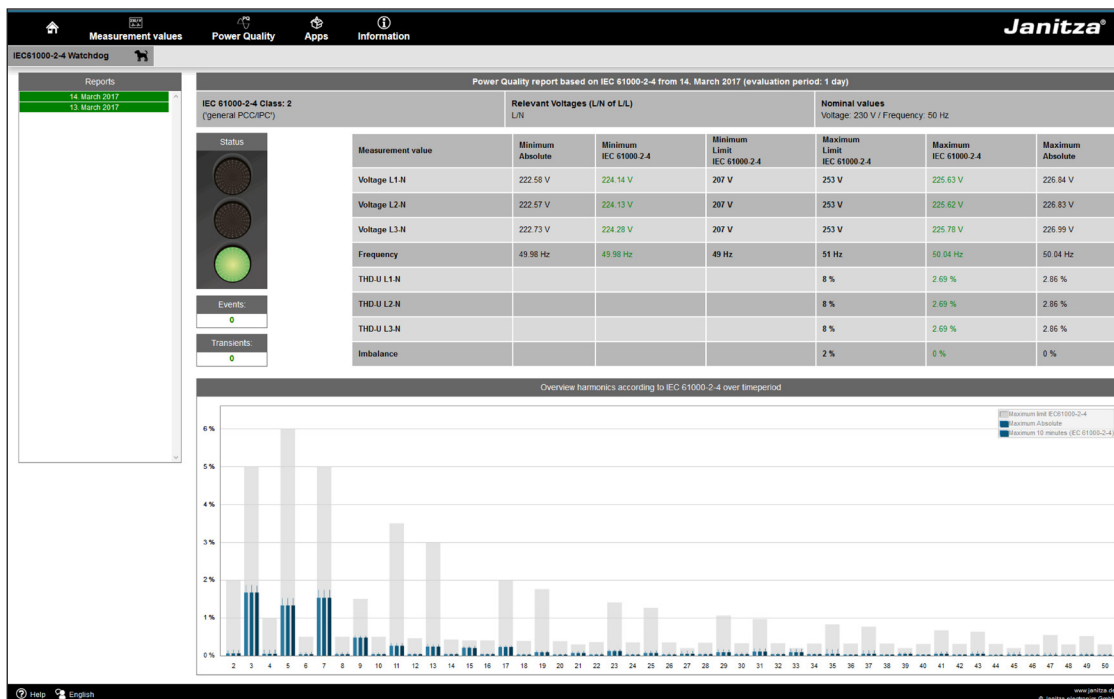 Measurement values
Power Quality
Apps
Information
Janitza®
IEC61000-2-4 Watchdog
Reports
14. March 2017
13. March 2017
Power Quality report based on IEC 61000-2-4 from 14. March 2017 (evaluation period: 1 day)
IEC 61000-2-4 Class: 2
('general PCC/IPC')
Relevant Voltages (L/N of L/L)
L/N
Nominal values
Voltage: 230 V / Frequency: 50 Hz
Status
Events:
0
Transients:
0
Measurement value Minimum Absolute Minimum IEC 61000-2-4 Minimum Limit IEC 61000-2-4 Maximum Limit IEC 61000-2-4 Maximum IEC 61000-2-4 Maximum Absolute
Voltage L1-N 222.58 V 224.14 V 207 V 253 V 225.63 V 226.84 V
Voltage L2-N 222.57 V 224.13 V 207 V 253 V 225.62 V 226.83 V
Voltage L3-N 222.73 V 224.28 V 207 V 253 V 225.78 V 226.99 V
Frequency 49.98 Hz 49.98 Hz 49 Hz 51 Hz 50.04 Hz 50.04 Hz
THD-U L1-N 8 % 2.69 % 2.86 %
THD-U L2-N 8 % 2.69 % 2.86 %
THD-U L3-N 8 % 2.69 % 2.86 %
Imbalance 2 % 0 % 0 %
Overview harmonics according to IEC 61000-2-4 over timeperiod
Maximum limit IEC61000-2-4
Maximum Absolute
Maximum 10 minutes (IEC 61000-2-4)
6 %
5 %
4 %
3 %
2 %
1 %
0 %
2 3 4 5 6 7 8 9 10 11 12 13 14 15 16 17 18 19 20 21 22 23 24 25 26 27 28 29 30 31 32 33 34 35 36 37 38 39 40 41 42 43 44 45 46 47 48 49 50
Help
English
www.janitza.de